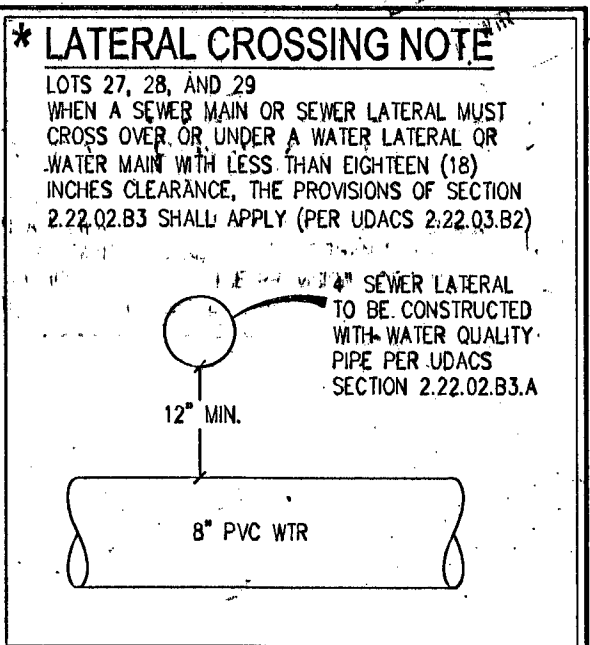 * LATERAL CROSSING NOTE
LOTS 27, 28, AND 29
WHEN A SEWER MAIN OR SEWER LATERAL MUST
CROSS OVER OR UNDER A WATER LATERAL OR
WATER MAIN WITH LESS THAN EIGHTEEN (18)
INCHES CLEARANCE, THE PROVISIONS OF SECTION
2.22.02.B3 SHALL APPLY (PER UDACS 2.22.03.B2)
4" SEWER LATERAL
TO BE CONSTRUCTED
WITH WATER QUALITY
PIPE PER UDACS
SECTION 2.22.02.B3.A
12" MIN.
8" PVC WTR